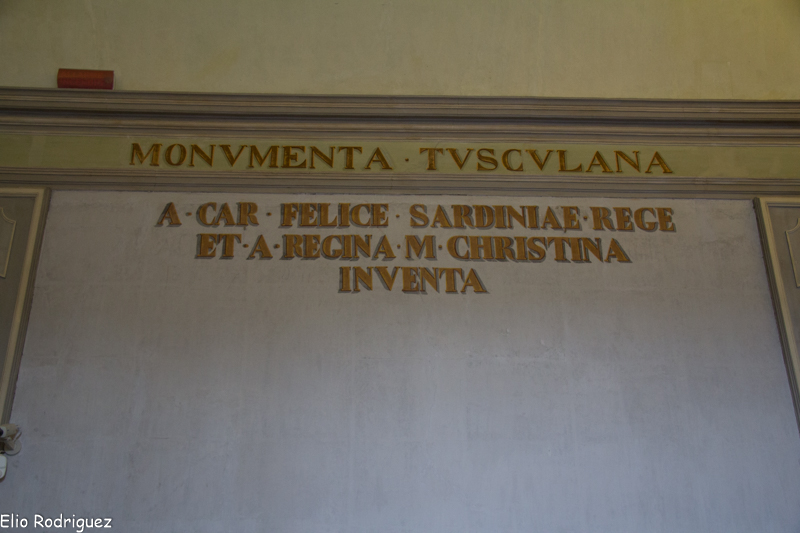 MONVMENTA · TVSCVLANA
A · CAR · FELICE · SARDINIAE · REGE
ET · A · REGINA · M · CHRISTINA
INVENTA
Elio Rodriguez